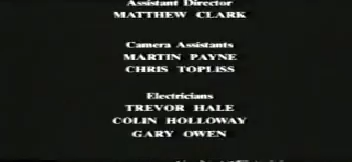 Assistant Director
MATTHEW CLARK
Camera Assistants
MARTIN PAYNE
CHRIS TOPLISS
Electricians
TREVOR HALE
COLIN HOLLOWAY
GARY OWEN